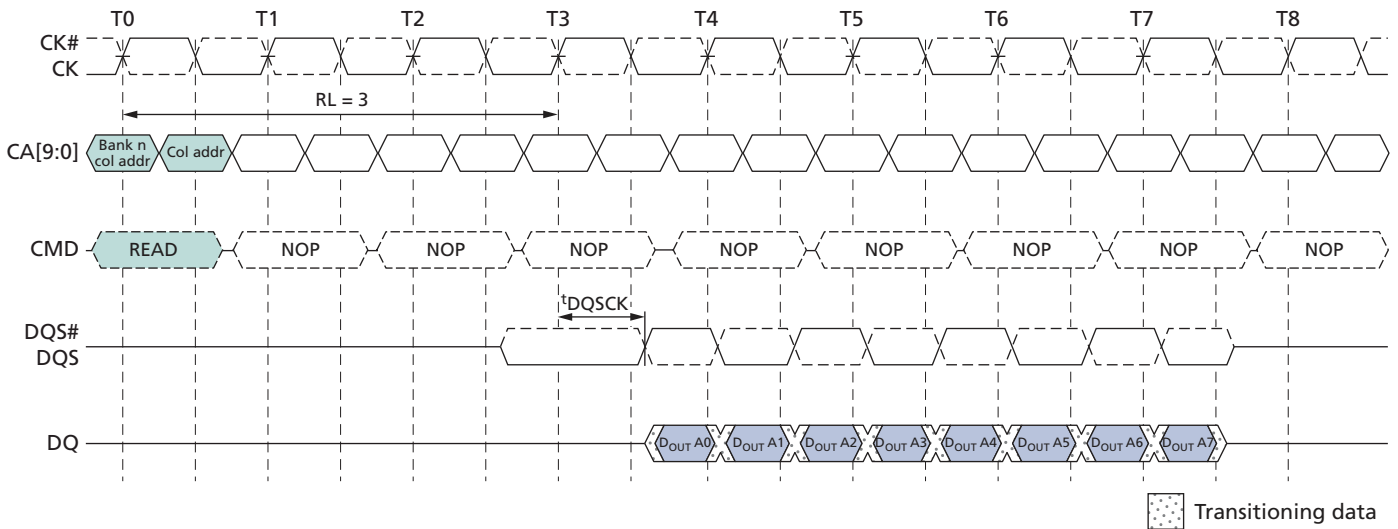 T0 T1 T2 T3 T4 T5 T6 T7 T8
CK#
CK
RL = 3
CA[9:0]
Bank n
col addr
Col addr
CMD
READ NOP NOP NOP NOP NOP NOP NOP NOP
tDQSCK
DQS#
DQS
DQ
DOUT A0 DOUT A1 DOUT A2 DOUT A3 DOUT A4 DOUT A5 DOUT A6 DOUT A7
Transitioning data